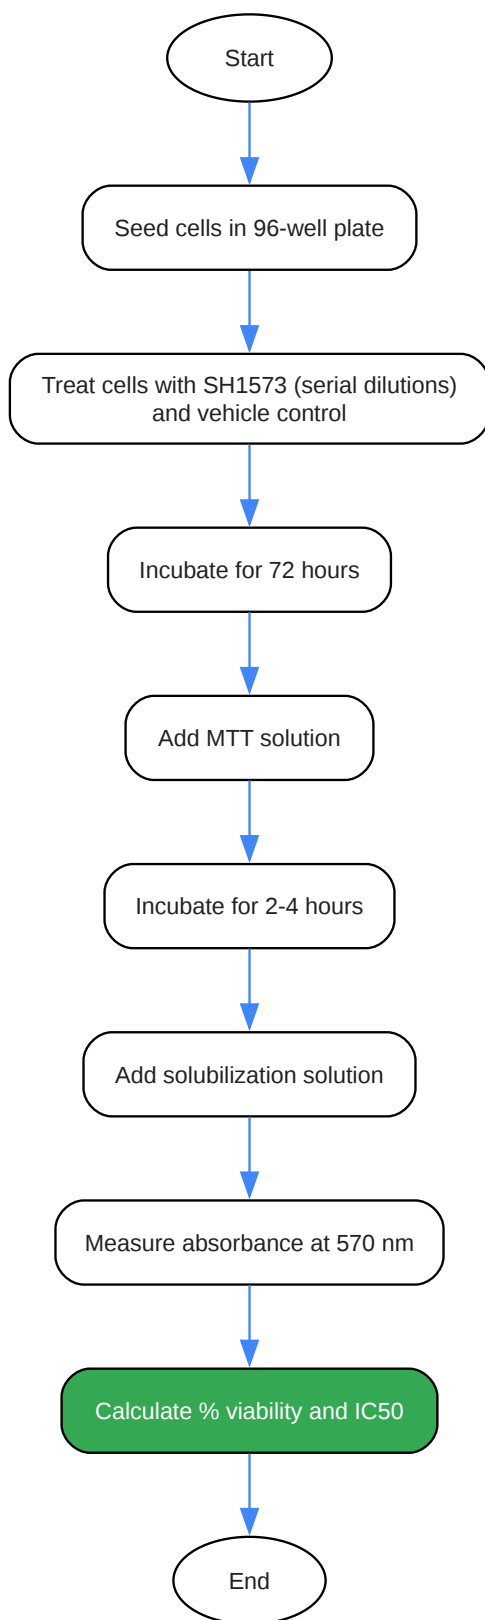 Start
Seed cells in 96-well plate
Treat cells with SH1573 (serial dilutions)
and vehicle control
Incubate for 72 hours
Add MTT solution
Incubate for 2-4 hours
Add solubilization solution
Measure absorbance at 570 nm
Calculate % viability and IC50
End